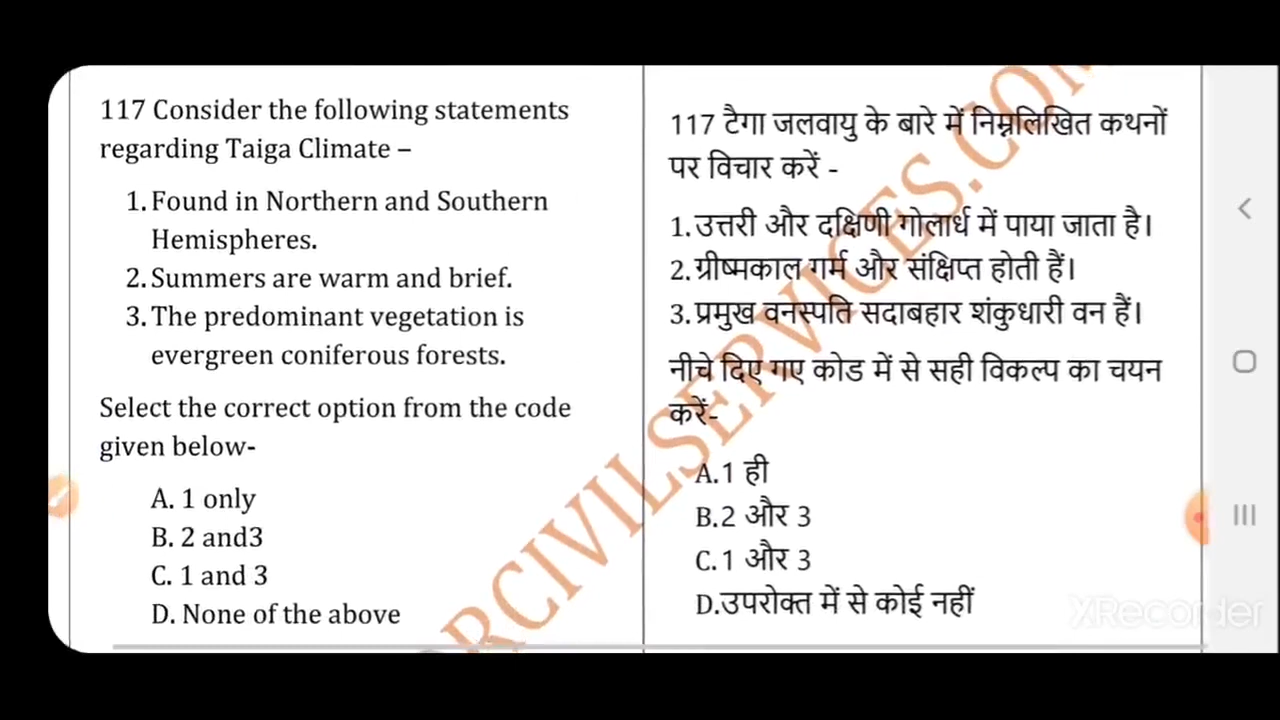 117 Consider the following statements
regarding Taiga Climate –
1. Found in Northern and Southern
Hemispheres.
2. Summers are warm and brief.
3. The predominant vegetation is
evergreen coniferous forests.
Select the correct option from the code
given below-
A. 1 only
B. 2 and3
C. 1 and 3
D. None of the above
117 टैगा जलवायु के बारे में निम्नलिखित कथनों
पर विचार करें -
1. उत्तरी और दक्षिणी गोलार्ध में पाया जाता है।
2. ग्रीष्मकाल गर्म और संक्षिप्त होती हैं।
3. प्रमुख वनस्पति सदाबहार शंकुधारी वन हैं।
नीचे दिए गए कोड में से सही विकल्प का चयन
करें-
A.1 ही
B.2 और 3
C.1 और 3
D.उपरोक्त में से कोई नहीं
ORCIVILSERVICES.COM
XRecorder